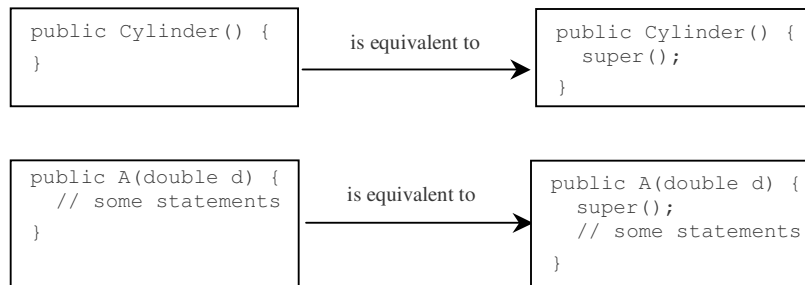 public Cylinder() {
}
is equivalent to
public Cylinder() {
super();
}
public A(double d) {
// some statements
}
is equivalent to
public A(double d) {
super();
// some statements
}